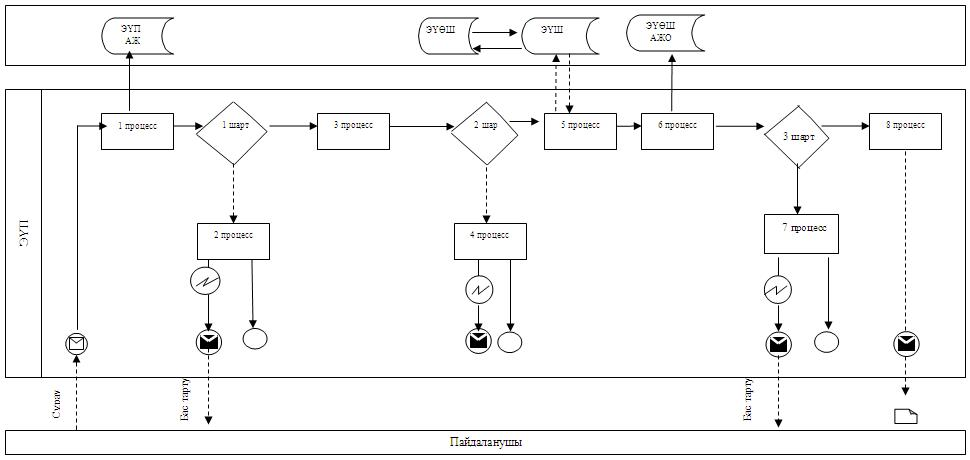 ЭҮП
АЖ
ЭҮӨШ
ЭҮШ
ЭҮӨШ
АЖО
1 процесс
1 шарт
3 процесс
2 шар
5 процесс
6 процесс
3 шарт
8 процесс
2 процесс
4 процесс
7 процесс
Сұрау
Бас тарту
Бас тарту
Пайдаланушы